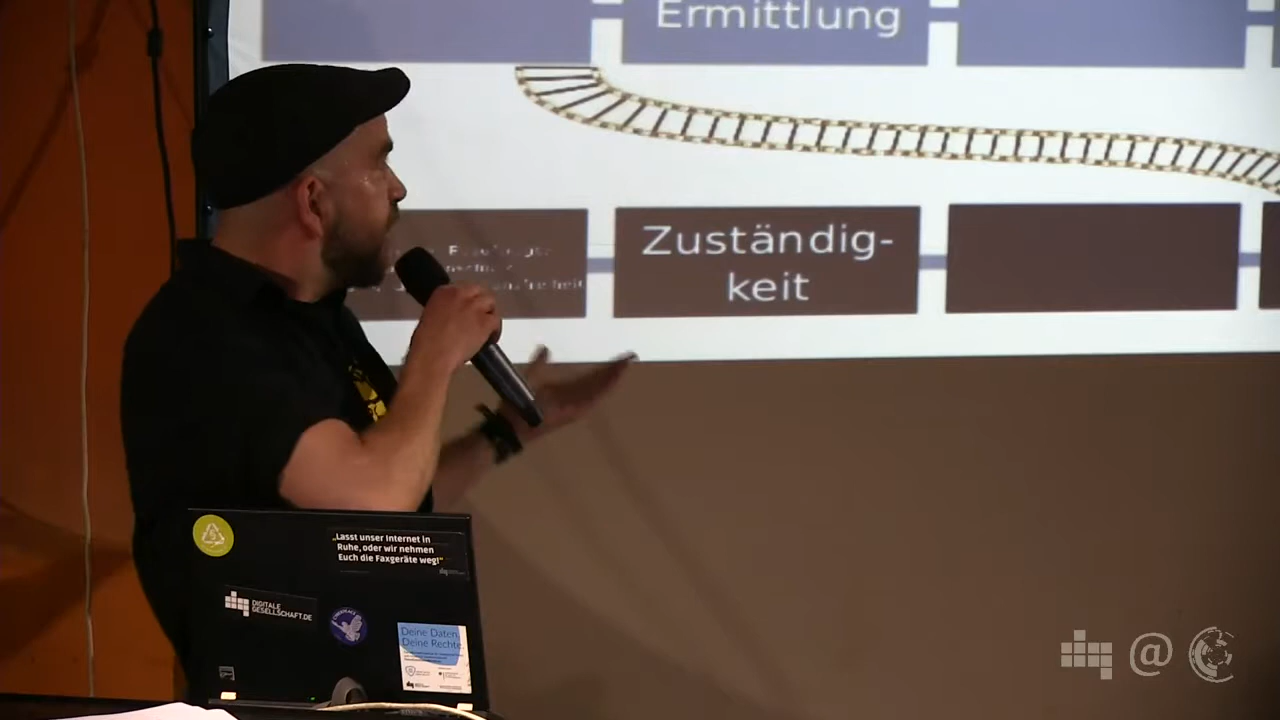 Ermittlung
Zuständig-
keit
„Lasst unser Internet in
Ruhe, oder wir nehmen
Euch die Faxgeräte weg!“
DIGITALE
GESELLSCHAFT.DE
Deine Daten.
Deine Rechte.
@